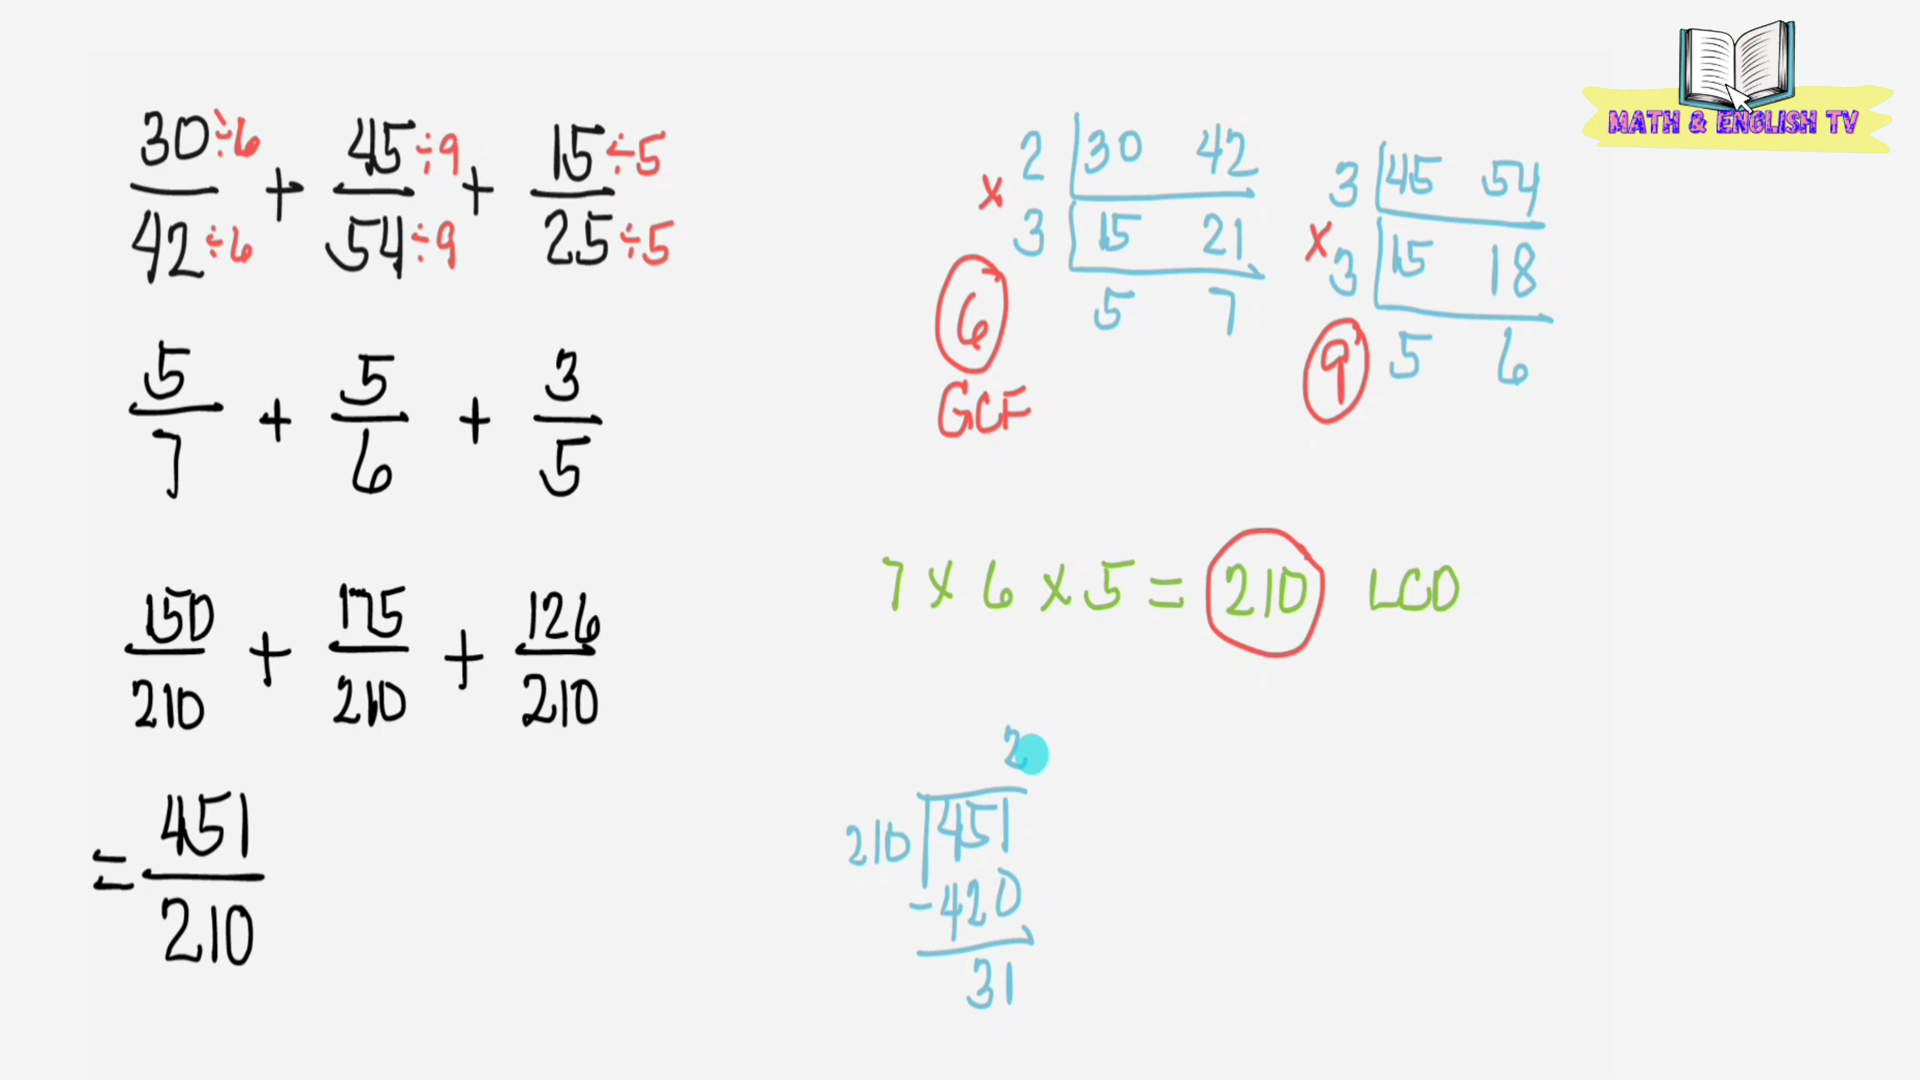 30÷6 + 45÷9 + 15÷5
42÷6 54÷9 25÷5
5 + 5 + 3
7 6 5
150 + 175 + 126
210 210 210
= 451
210
2 30 42
×
3 15 21
6 5 7
GCF
3 45 54
×
3 15 18
9 5 6
7 × 6 × 5 = 210 LCD
2
210 451
- 420
31
MATH & ENGLISH TV